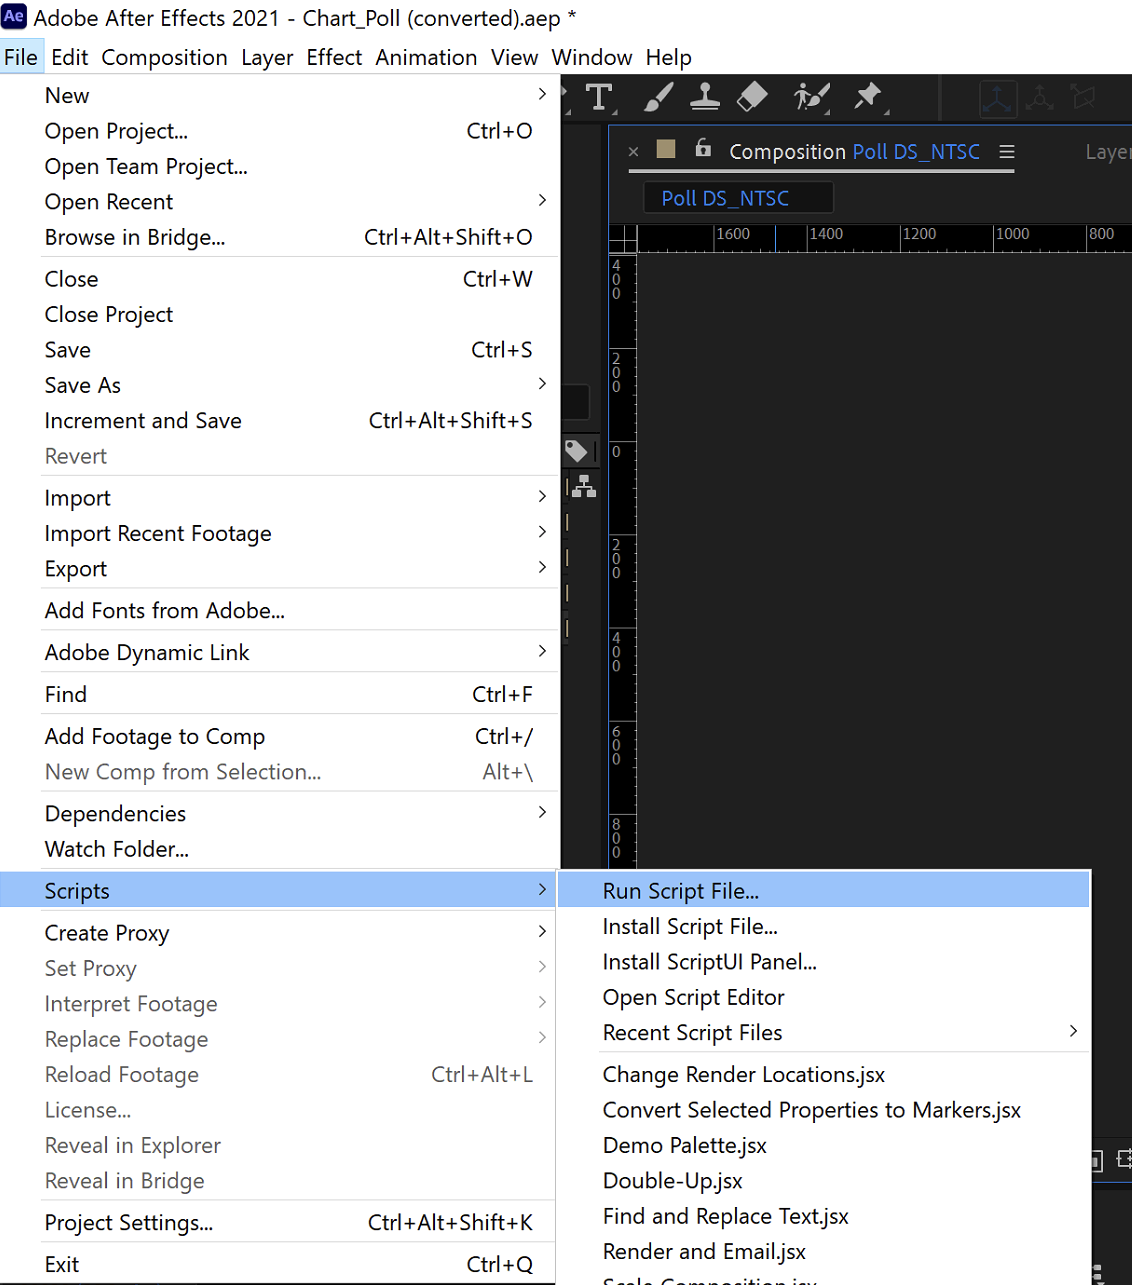 Ae Adobe After Effects 2021 - Chart_Poll (converted).aep *
File Edit Composition Layer Effect Animation View Window Help
New
Open Project... Ctrl+O
Open Team Project...
Open Recent
Browse in Bridge... Ctrl+Alt+Shift+O
Close Ctrl+W
Close Project
Save Ctrl+S
Save As
Increment and Save Ctrl+Alt+Shift+S
Revert
Import
Import Recent Footage
Export
Add Fonts from Adobe...
Adobe Dynamic Link
Find Ctrl+F
Add Footage to Comp Ctrl+/
New Comp from Selection... Alt+\
Dependencies
Watch Folder...
Scripts
Create Proxy
Set Proxy
Interpret Footage
Replace Footage
Reload Footage Ctrl+Alt+L
License...
Reveal in Explorer
Reveal in Bridge
Project Settings... Ctrl+Alt+Shift+K
Exit Ctrl+Q
Run Script File...
Install Script File...
Install ScriptUI Panel...
Open Script Editor
Recent Script Files
Change Render Locations.jsx
Convert Selected Properties to Markers.jsx
Demo Palette.jsx
Double-Up.jsx
Find and Replace Text.jsx
Render and Email.jsx
Scale Composition.jsx
Composition Poll DS_NTSC Layer
Poll DS_NTSC
1600 1400 1200 1000 800
400
200
0
200
400
600
800